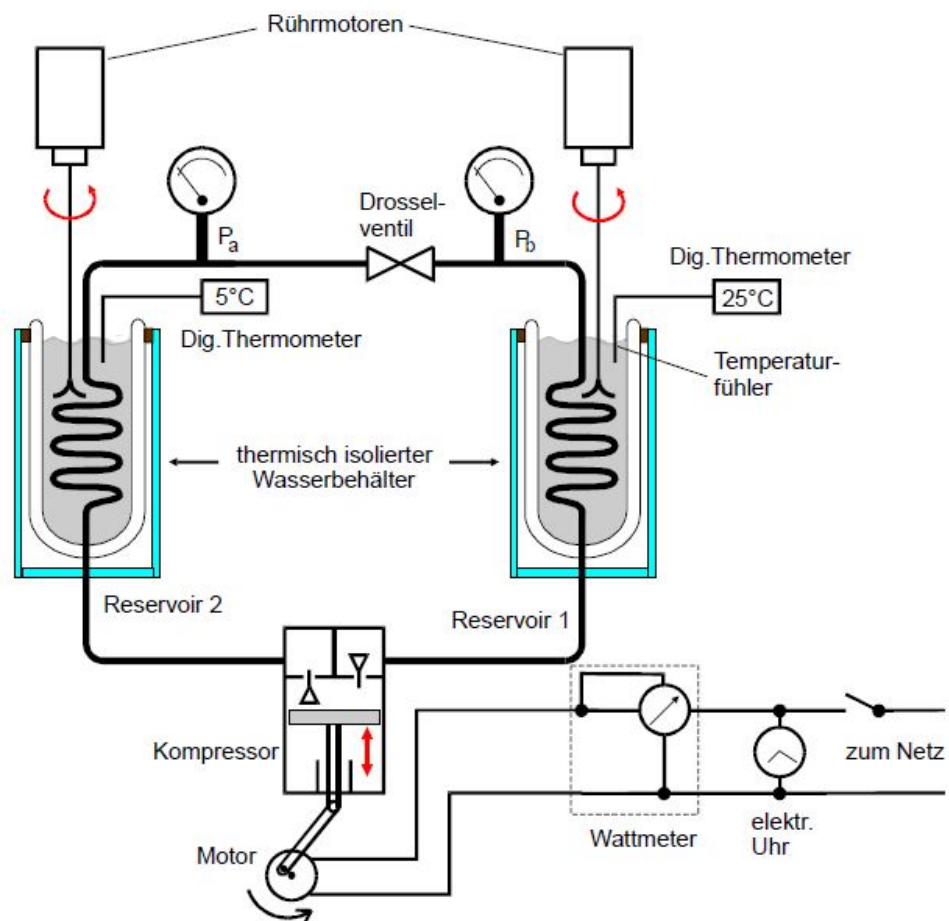 Rührmotoren
Drossel-
ventil
Pa
Pb
Dig.Thermometer
5°C
25°C
Dig.Thermometer
Temperatur-
fühler
thermisch isolierter
Wasserbehälter
Reservoir 2
Reservoir 1
Kompressor
zum Netz
Wattmeter
elektr.
Uhr
Motor